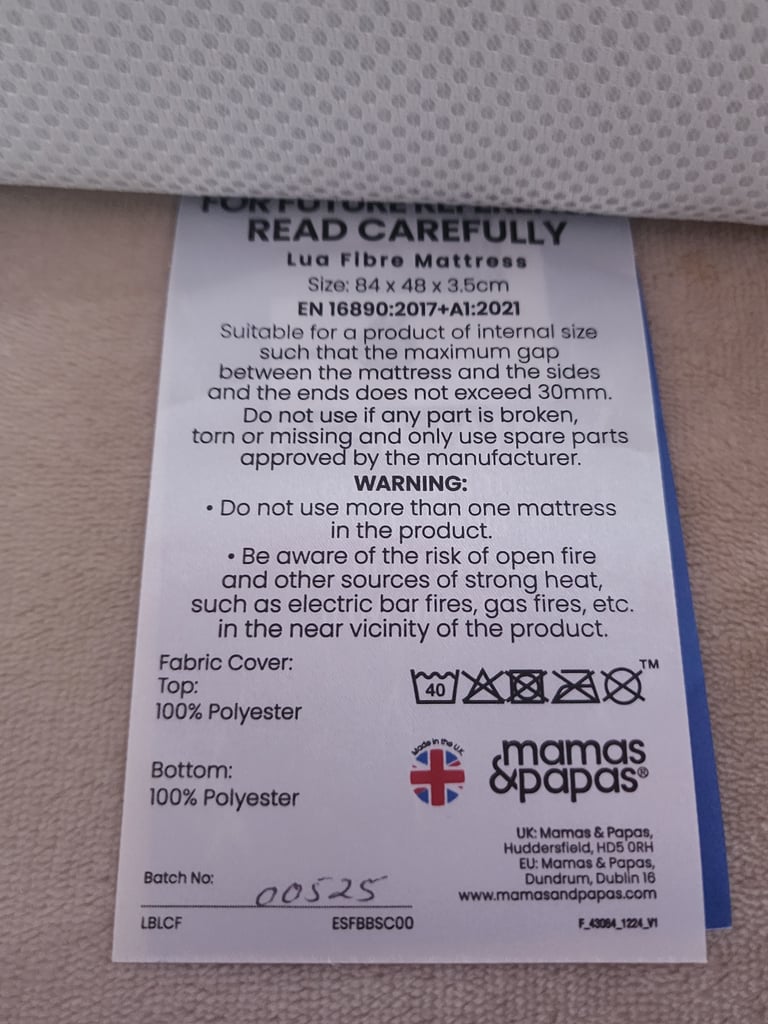 FOR FUTURE REFERENCE
READ CAREFULLY
Lua Fibre Mattress
Size: 84 x 48 x 3.5cm
EN 16890:2017+A1:2021
Suitable for a product of internal size
such that the maximum gap
between the mattress and the sides
and the ends does not exceed 30mm.
Do not use if any part is broken,
torn or missing and only use spare parts
approved by the manufacturer.
WARNING:
• Do not use more than one mattress
in the product.
• Be aware of the risk of open fire
and other sources of strong heat,
such as electric bar fires, gas fires, etc.
in the near vicinity of the product.
Fabric Cover:
Top:
100% Polyester
40
TM
Bottom:
100% Polyester
Made in the U.K.
mamas
&papas®
UK: Mamas & Papas,
Huddersfield, HD5 0RH
EU: Mamas & Papas,
Dundrum, Dublin 16
www.mamasandpapas.com
Batch No: 00525
LBLCF ESFBBSC00 F_43084_1224_V1